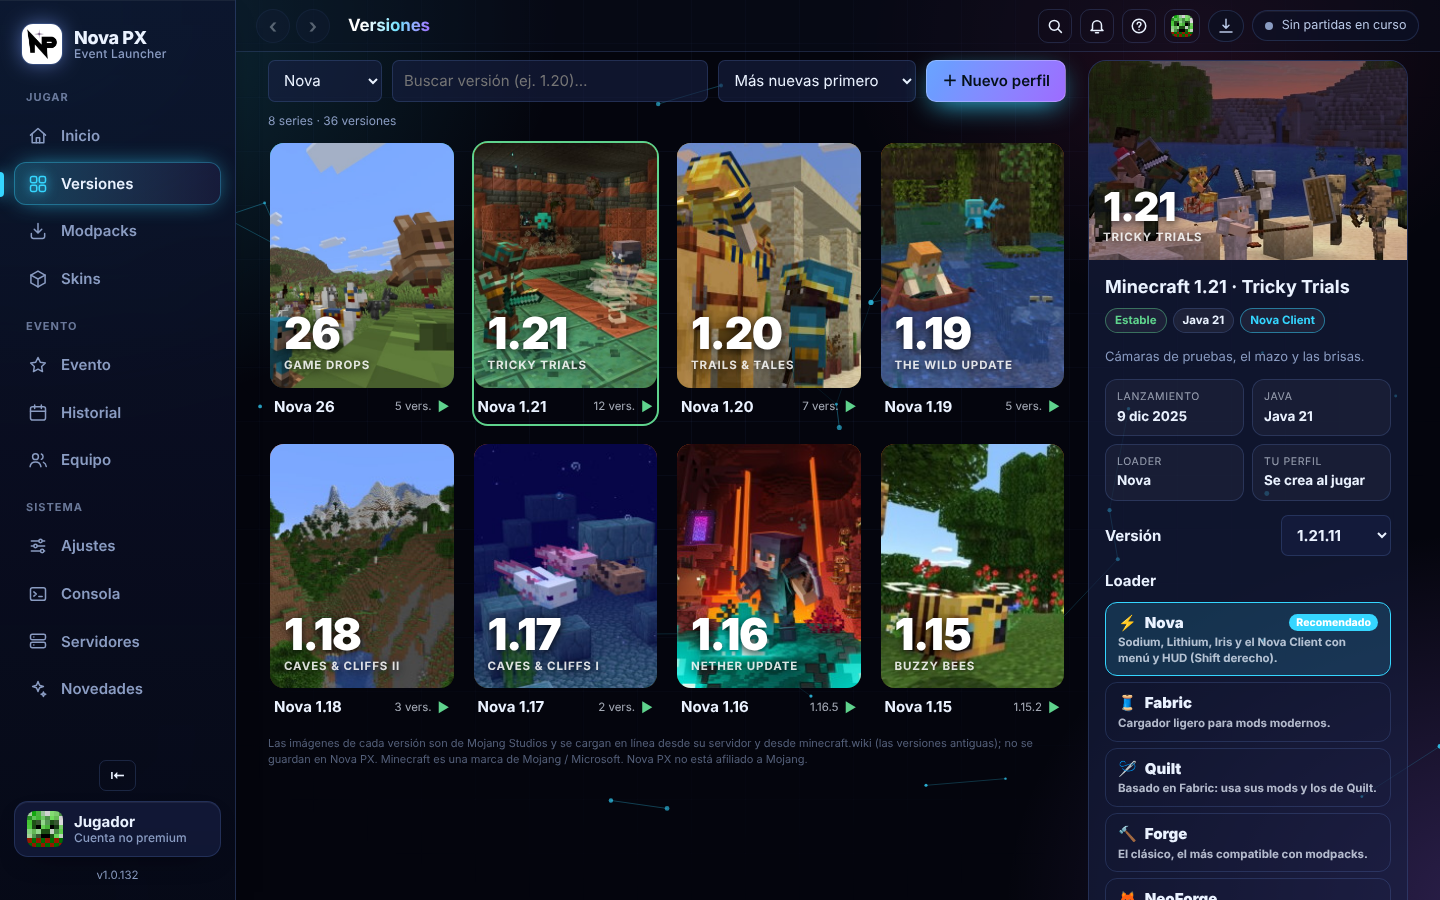 Nova PX
Event Launcher
JUGAR
Inicio
Versiones
Modpacks
Skins
EVENTO
Evento
Historial
Equipo
SISTEMA
Ajustes
Consola
Servidores
Novedades
Jugador
Cuenta no premium
v1.0.132
Versiones
Sin partidas en curso
Nova
Buscar versión (ej. 1.20)...
Más nuevas primero
+ Nuevo perfil
8 series · 36 versiones
26
GAME DROPS
Nova 26
5 vers.
1.21
TRICKY TRIALS
Nova 1.21
12 vers.
1.20
TRAILS & TALES
Nova 1.20
7 vers.
1.19
THE WILD UPDATE
Nova 1.19
5 vers.
1.18
CAVES & CLIFFS II
Nova 1.18
3 vers.
1.17
CAVES & CLIFFS I
Nova 1.17
2 vers.
1.16
NETHER UPDATE
Nova 1.16
1.16.5
1.15
BUZZY BEES
Nova 1.15
1.15.2
Las imágenes de cada versión son de Mojang Studios y se cargan en línea desde su servidor y desde minecraft.wiki (las versiones antiguas); no se
guardan en Nova PX. Minecraft es una marca de Mojang / Microsoft. Nova PX no está afiliado a Mojang.
1.21
TRICKY TRIALS
Minecraft 1.21 · Tricky Trials
Estable
Java 21
Nova Client
Cámaras de pruebas, el mazo y las brisas.
LANZAMIENTO
9 dic 2025
JAVA
Java 21
LOADER
Nova
TU PERFIL
Se crea al jugar
Versión
1.21.11
Loader
Nova
Recomendado
Sodium, Lithium, Iris y el Nova Client con
menú y HUD (Shift derecho).
Fabric
Cargador ligero para mods modernos.
Quilt
Basado en Fabric: usa sus mods y los de Quilt.
Forge
El clásico, el más compatible con modpacks.
NeoForge